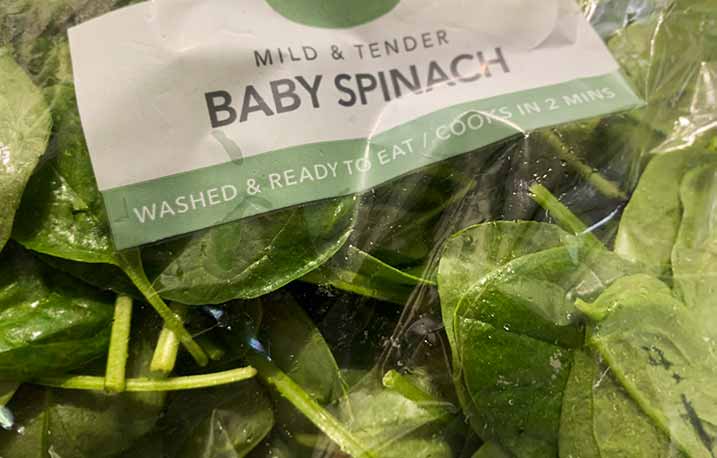 MILD & TENDER
BABY SPINACH
WASHED & READY TO EAT / COOKS IN 2 MINS